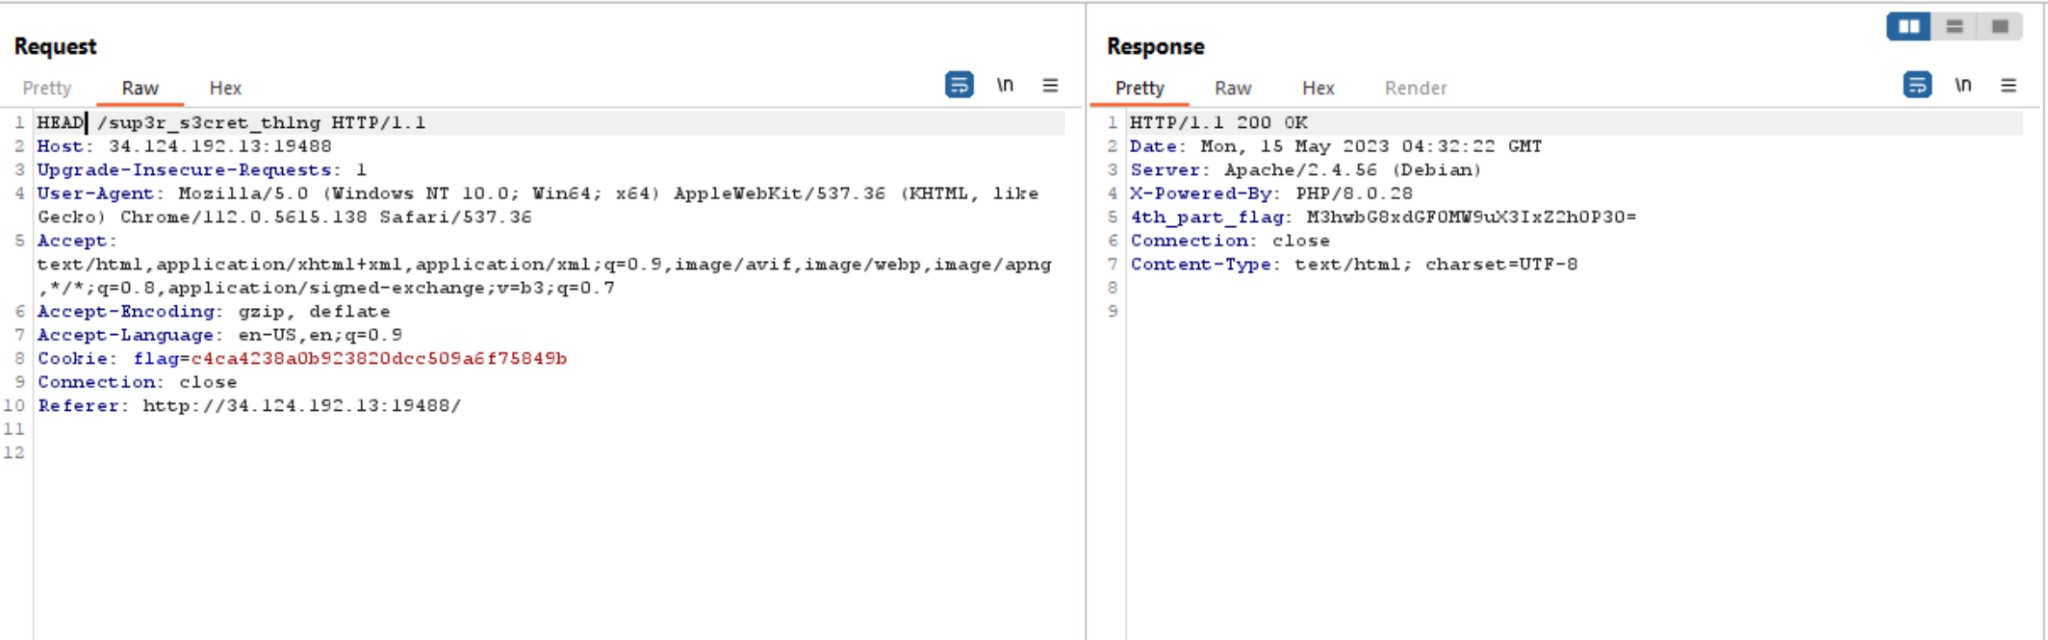 Request
Pretty Raw Hex
\n
1 HEAD /sup3r_s3cret_th1ng HTTP/1.1
2 Host: 34.124.192.13:19488
3 Upgrade-Insecure-Requests: 1
4 User-Agent: Mozilla/5.0 (Windows NT 10.0; Win64; x64) AppleWebKit/537.36 (KHTML, like
Gecko) Chrome/112.0.5615.138 Safari/537.36
5 Accept:
text/html,application/xhtml+xml,application/xml;q=0.9,image/avif,image/webp,image/apng
,*/*;q=0.8,application/signed-exchange;v=b3;q=0.7
6 Accept-Encoding: gzip, deflate
7 Accept-Language: en-US,en;q=0.9
8 Cookie: flag=c4ca4238a0b923820dcc509a6f75849b
9 Connection: close
10 Referer: http://34.124.192.13:19488/
11
12
Response
Pretty Raw Hex Render
\n
1 HTTP/1.1 200 OK
2 Date: Mon, 15 May 2023 04:32:22 GMT
3 Server: Apache/2.4.56 (Debian)
4 X-Powered-By: PHP/8.0.28
5 4th_part_flag: M3hwbG8xdGF0MW9uX3IxZ2h0P30=
6 Connection: close
7 Content-Type: text/html; charset=UTF-8
8
9